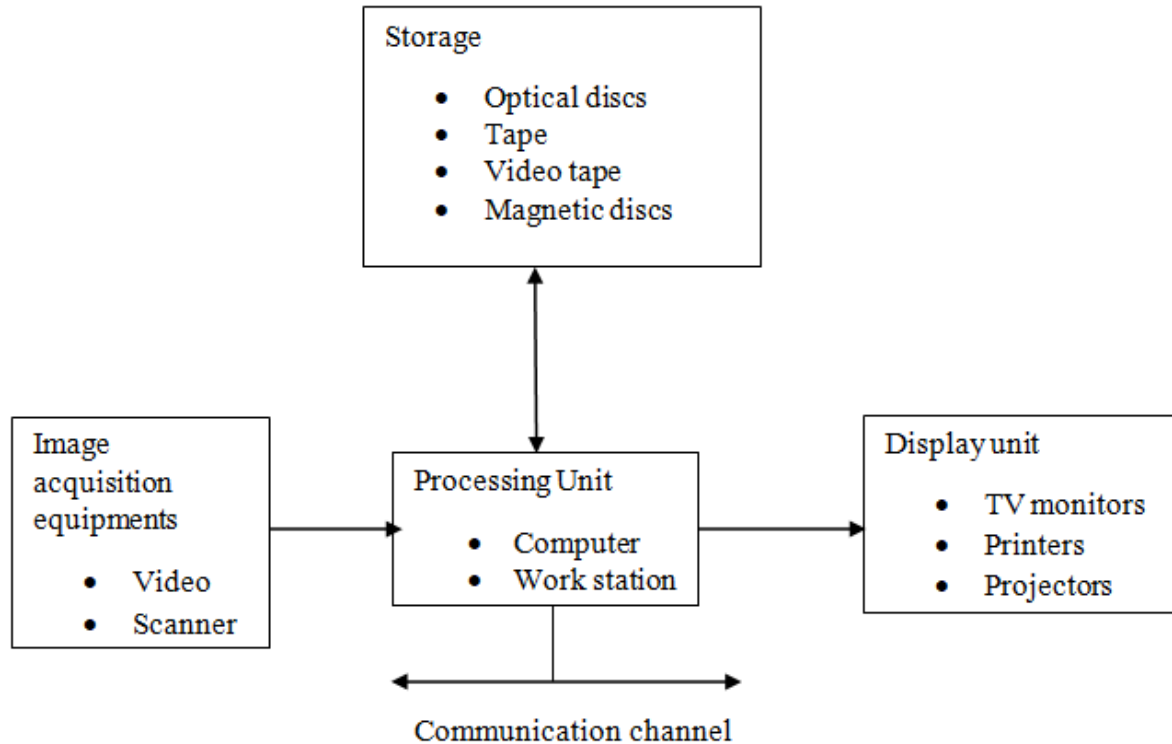 Storage
• Optical discs
• Tape
• Video tape
• Magnetic discs
Image
acquisition
equipments
• Video
• Scanner
Processing Unit
• Computer
• Work station
Display unit
• TV monitors
• Printers
• Projectors
Communication channel